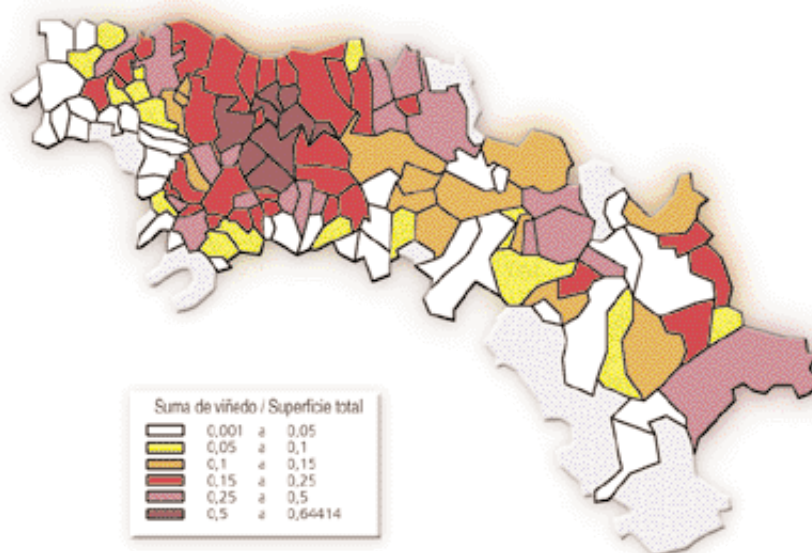 Suma de viñedo / Superficie total
0,001 a 0,05
0,05 a 0,1
0,1 a 0,15
0,15 a 0,25
0,25 a 0,5
0,5 a 0,64414